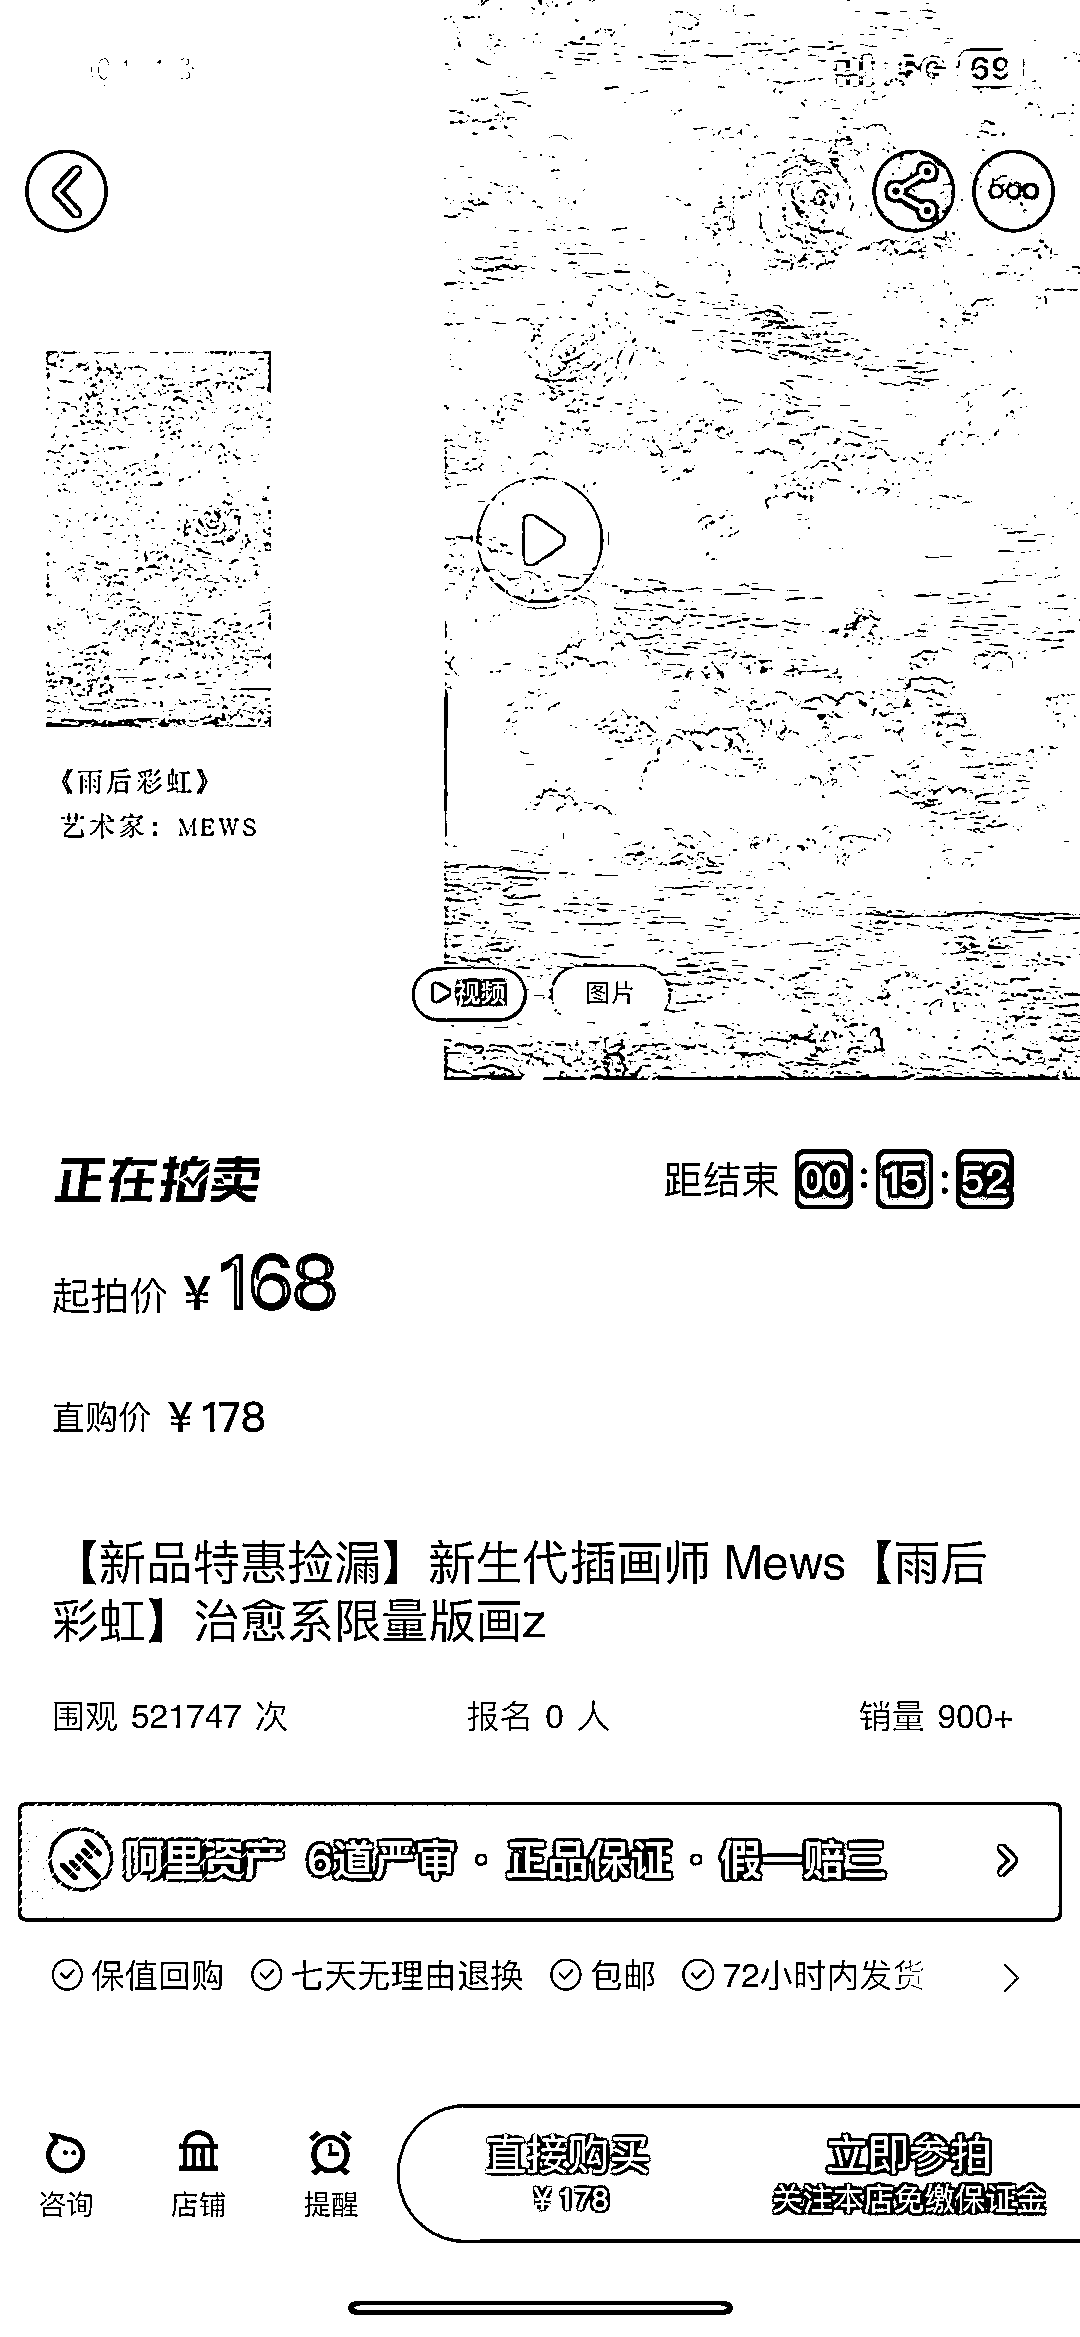 69
《雨后彩虹》
艺术家：MEWS
视频
图片
正在拍卖
距结束 00:15:52
起拍价 ¥168
直购价 ¥178
【新品特惠捡漏】新生代插画师 Mews【雨后
彩虹】治愈系限量版画z
围观 521747 次 报名 0 人 销量 900+
阿里资产 6道严审 · 正品保证 · 假一赔三
保值回购 七天无理由退换 包邮 72小时内发货
咨询 店铺 提醒
直接购买 立即参拍
¥178 关注本店免缴保证金